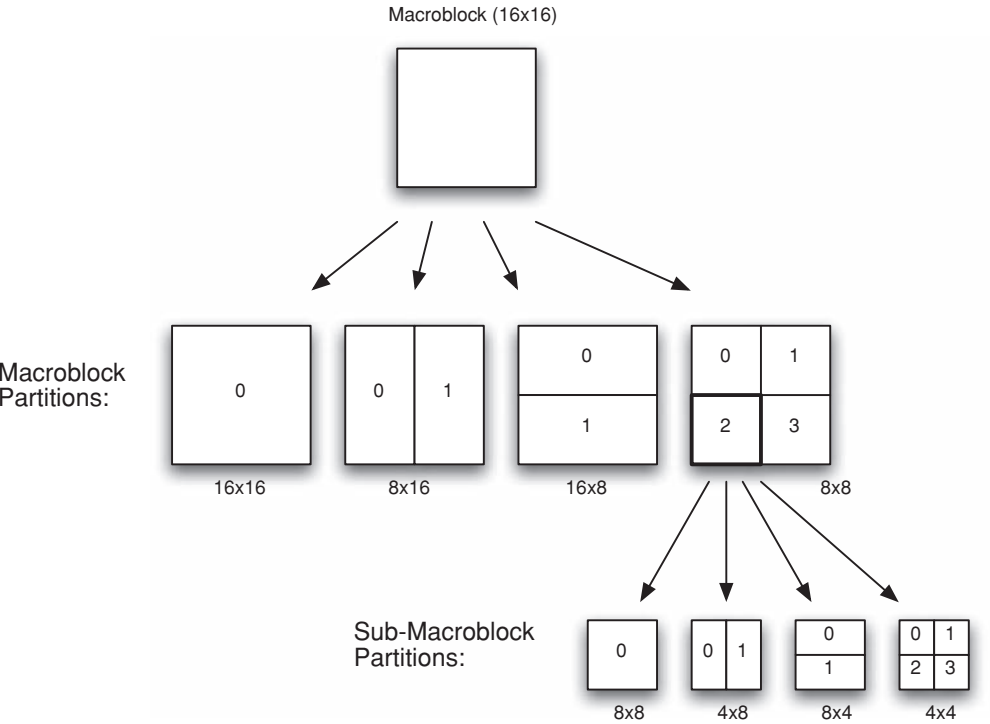 Macroblock (16x16)
Macroblock
Partitions:
0
0 1
0
1
0 1
2 3
16x16
8x16
16x8
8x8
Sub-Macroblock
Partitions:
0
0 1
0
1
0 1
2 3
8x8
4x8
8x4
4x4